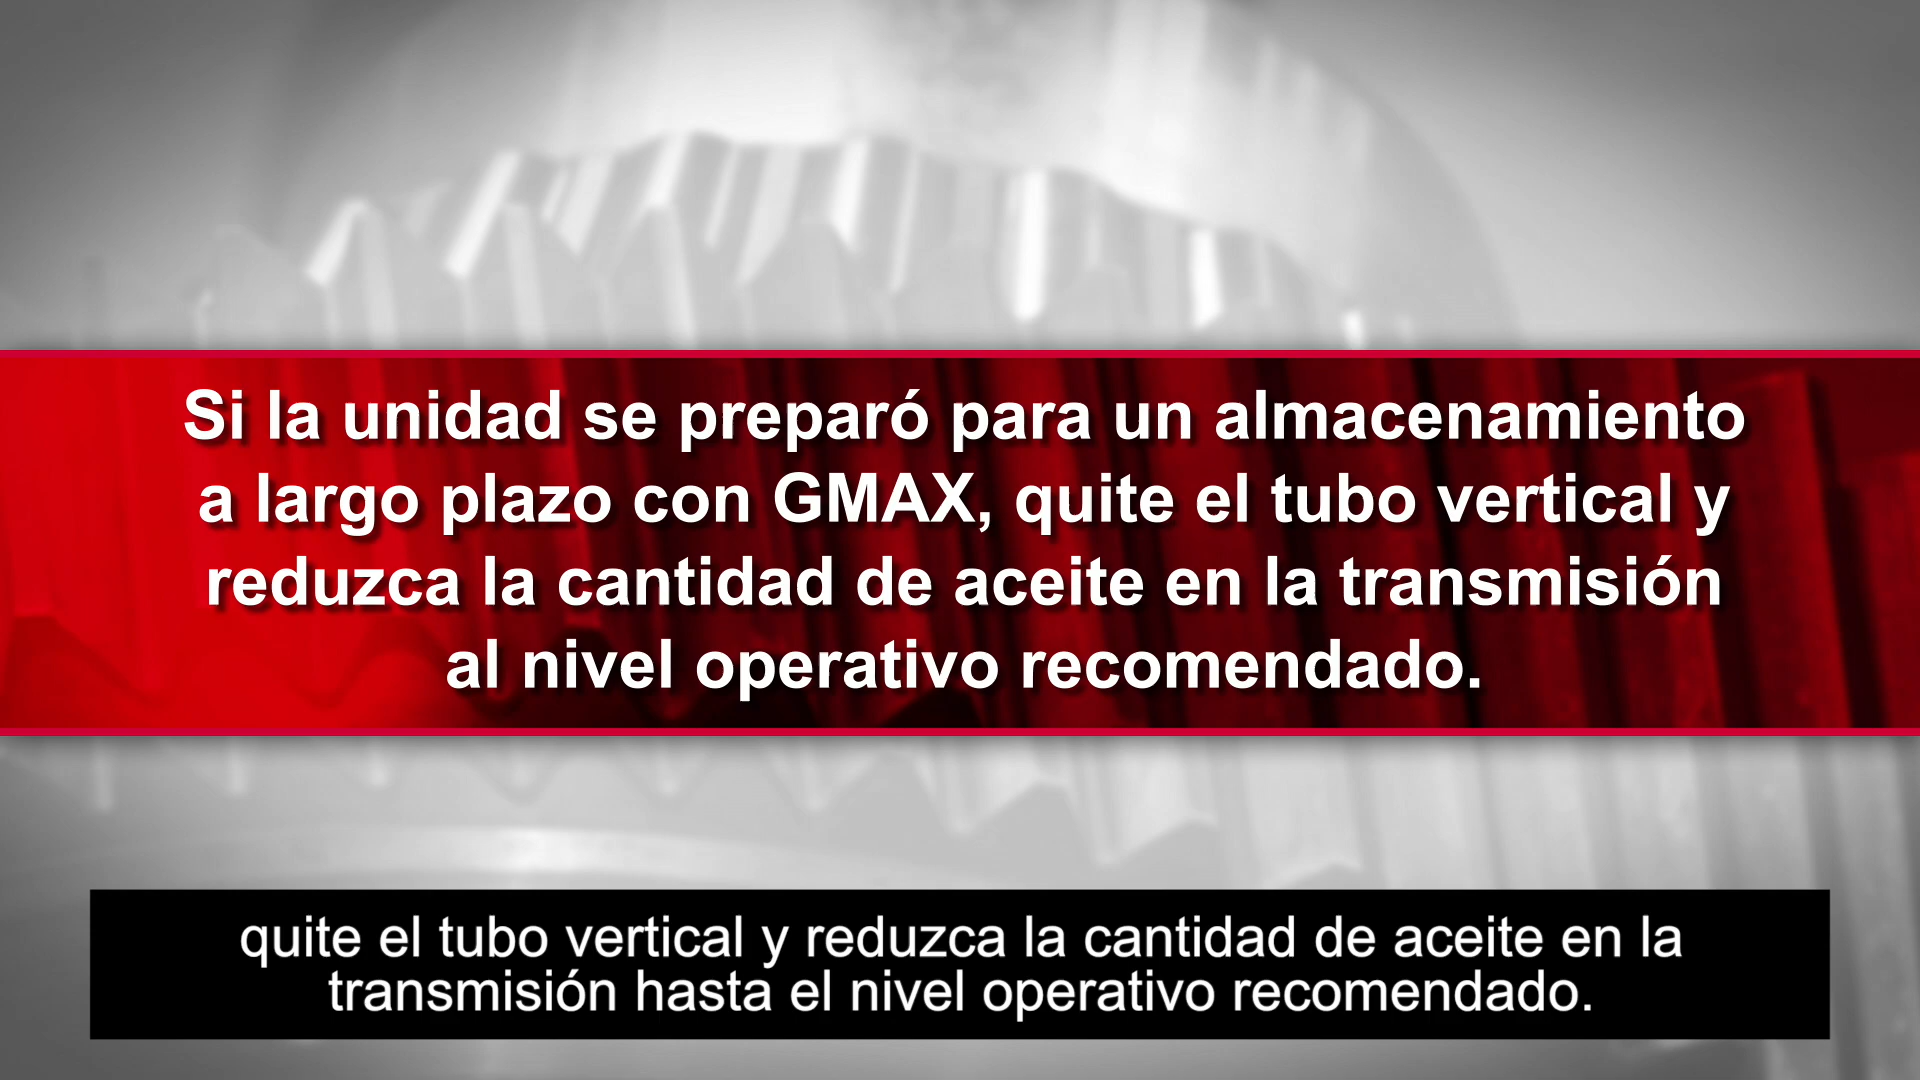 Si la unidad se preparó para un almacenamiento
a largo plazo con GMAX, quite el tubo vertical y
reduzca la cantidad de aceite en la transmisión
al nivel operativo recomendado.
quite el tubo vertical y reduzca la cantidad de aceite en la
transmisión hasta el nivel operativo recomendado.